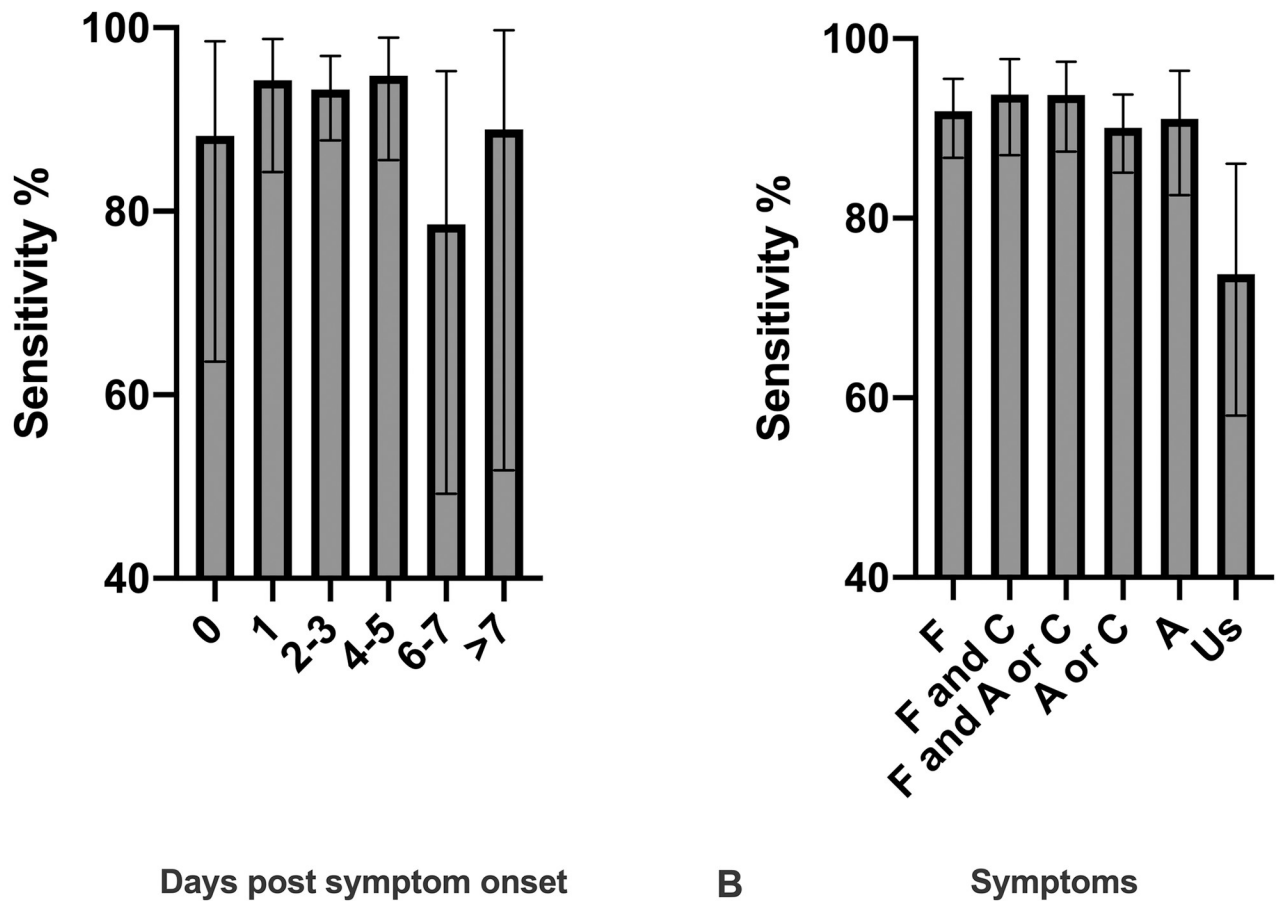 Sensitivity %
100
80
60
40
0
1
2-3
4-5
6-7
>7
Days post symptom onset
B
Sensitivity %
100
80
60
40
F
F and C
F and A or C
A or C
A
Us
Symptoms